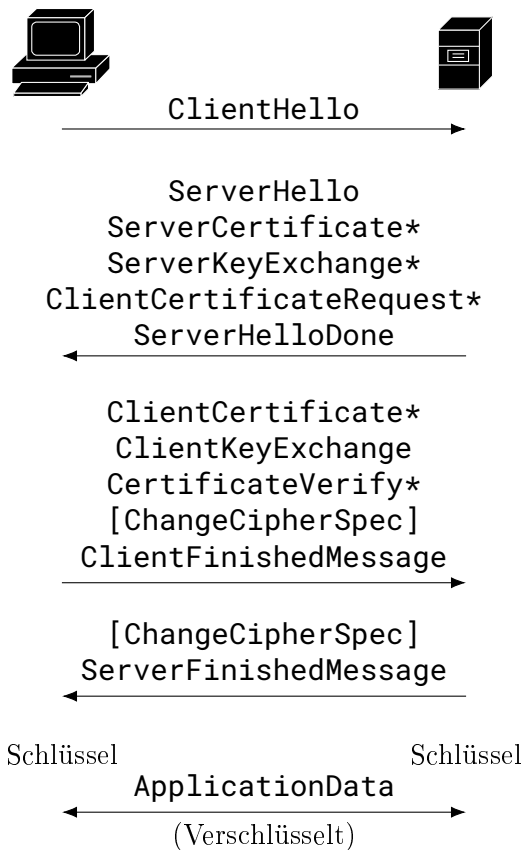 ClientHello
ServerHello
ServerCertificate*
ServerKeyExchange*
ClientCertificateRequest*
ServerHelloDone
ClientCertificate*
ClientKeyExchange
CertificateVerify*
[ChangeCipherSpec]
ClientFinishedMessage
[ChangeCipherSpec]
ServerFinishedMessage
Schlüssel Schlüssel
ApplicationData
(Verschlüsselt)